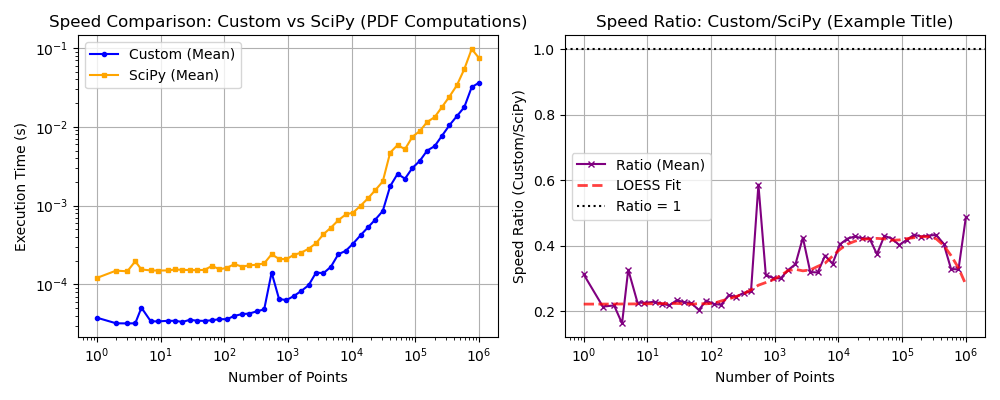 Speed Comparison: Custom vs SciPy (PDF Computations)
Custom (Mean)
SciPy (Mean)
Execution Time (s)
10⁻¹
10⁻²
10⁻³
10⁻⁴
10⁰ 10¹ 10² 10³ 10⁴ 10⁵ 10⁶
Number of Points
Speed Ratio: Custom/SciPy (Example Title)
Ratio (Mean)
LOESS Fit
Ratio = 1
Speed Ratio (Custom/SciPy)
1.0
0.8
0.6
0.4
0.2
10⁰ 10¹ 10² 10³ 10⁴ 10⁵ 10⁶
Number of Points